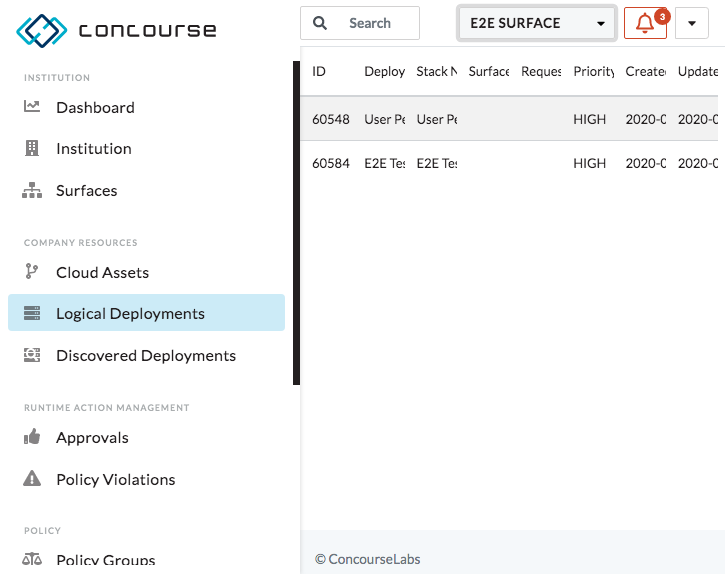 concourse
Search
E2E SURFACE
3
INSTITUTION
Dashboard
Institution
Surfaces
COMPANY RESOURCES
Cloud Assets
Logical Deployments
Discovered Deployments
RUNTIME ACTION MANAGEMENT
Approvals
Policy Violations
POLICY
Policy Groups
ID Deploy Stack N Surface Reques Priority Create Update
60548 User Pe User Pe HIGH 2020-0 2020-0
60584 E2E Tes E2E Tes HIGH 2020-0 2020-0
© ConcourseLabs